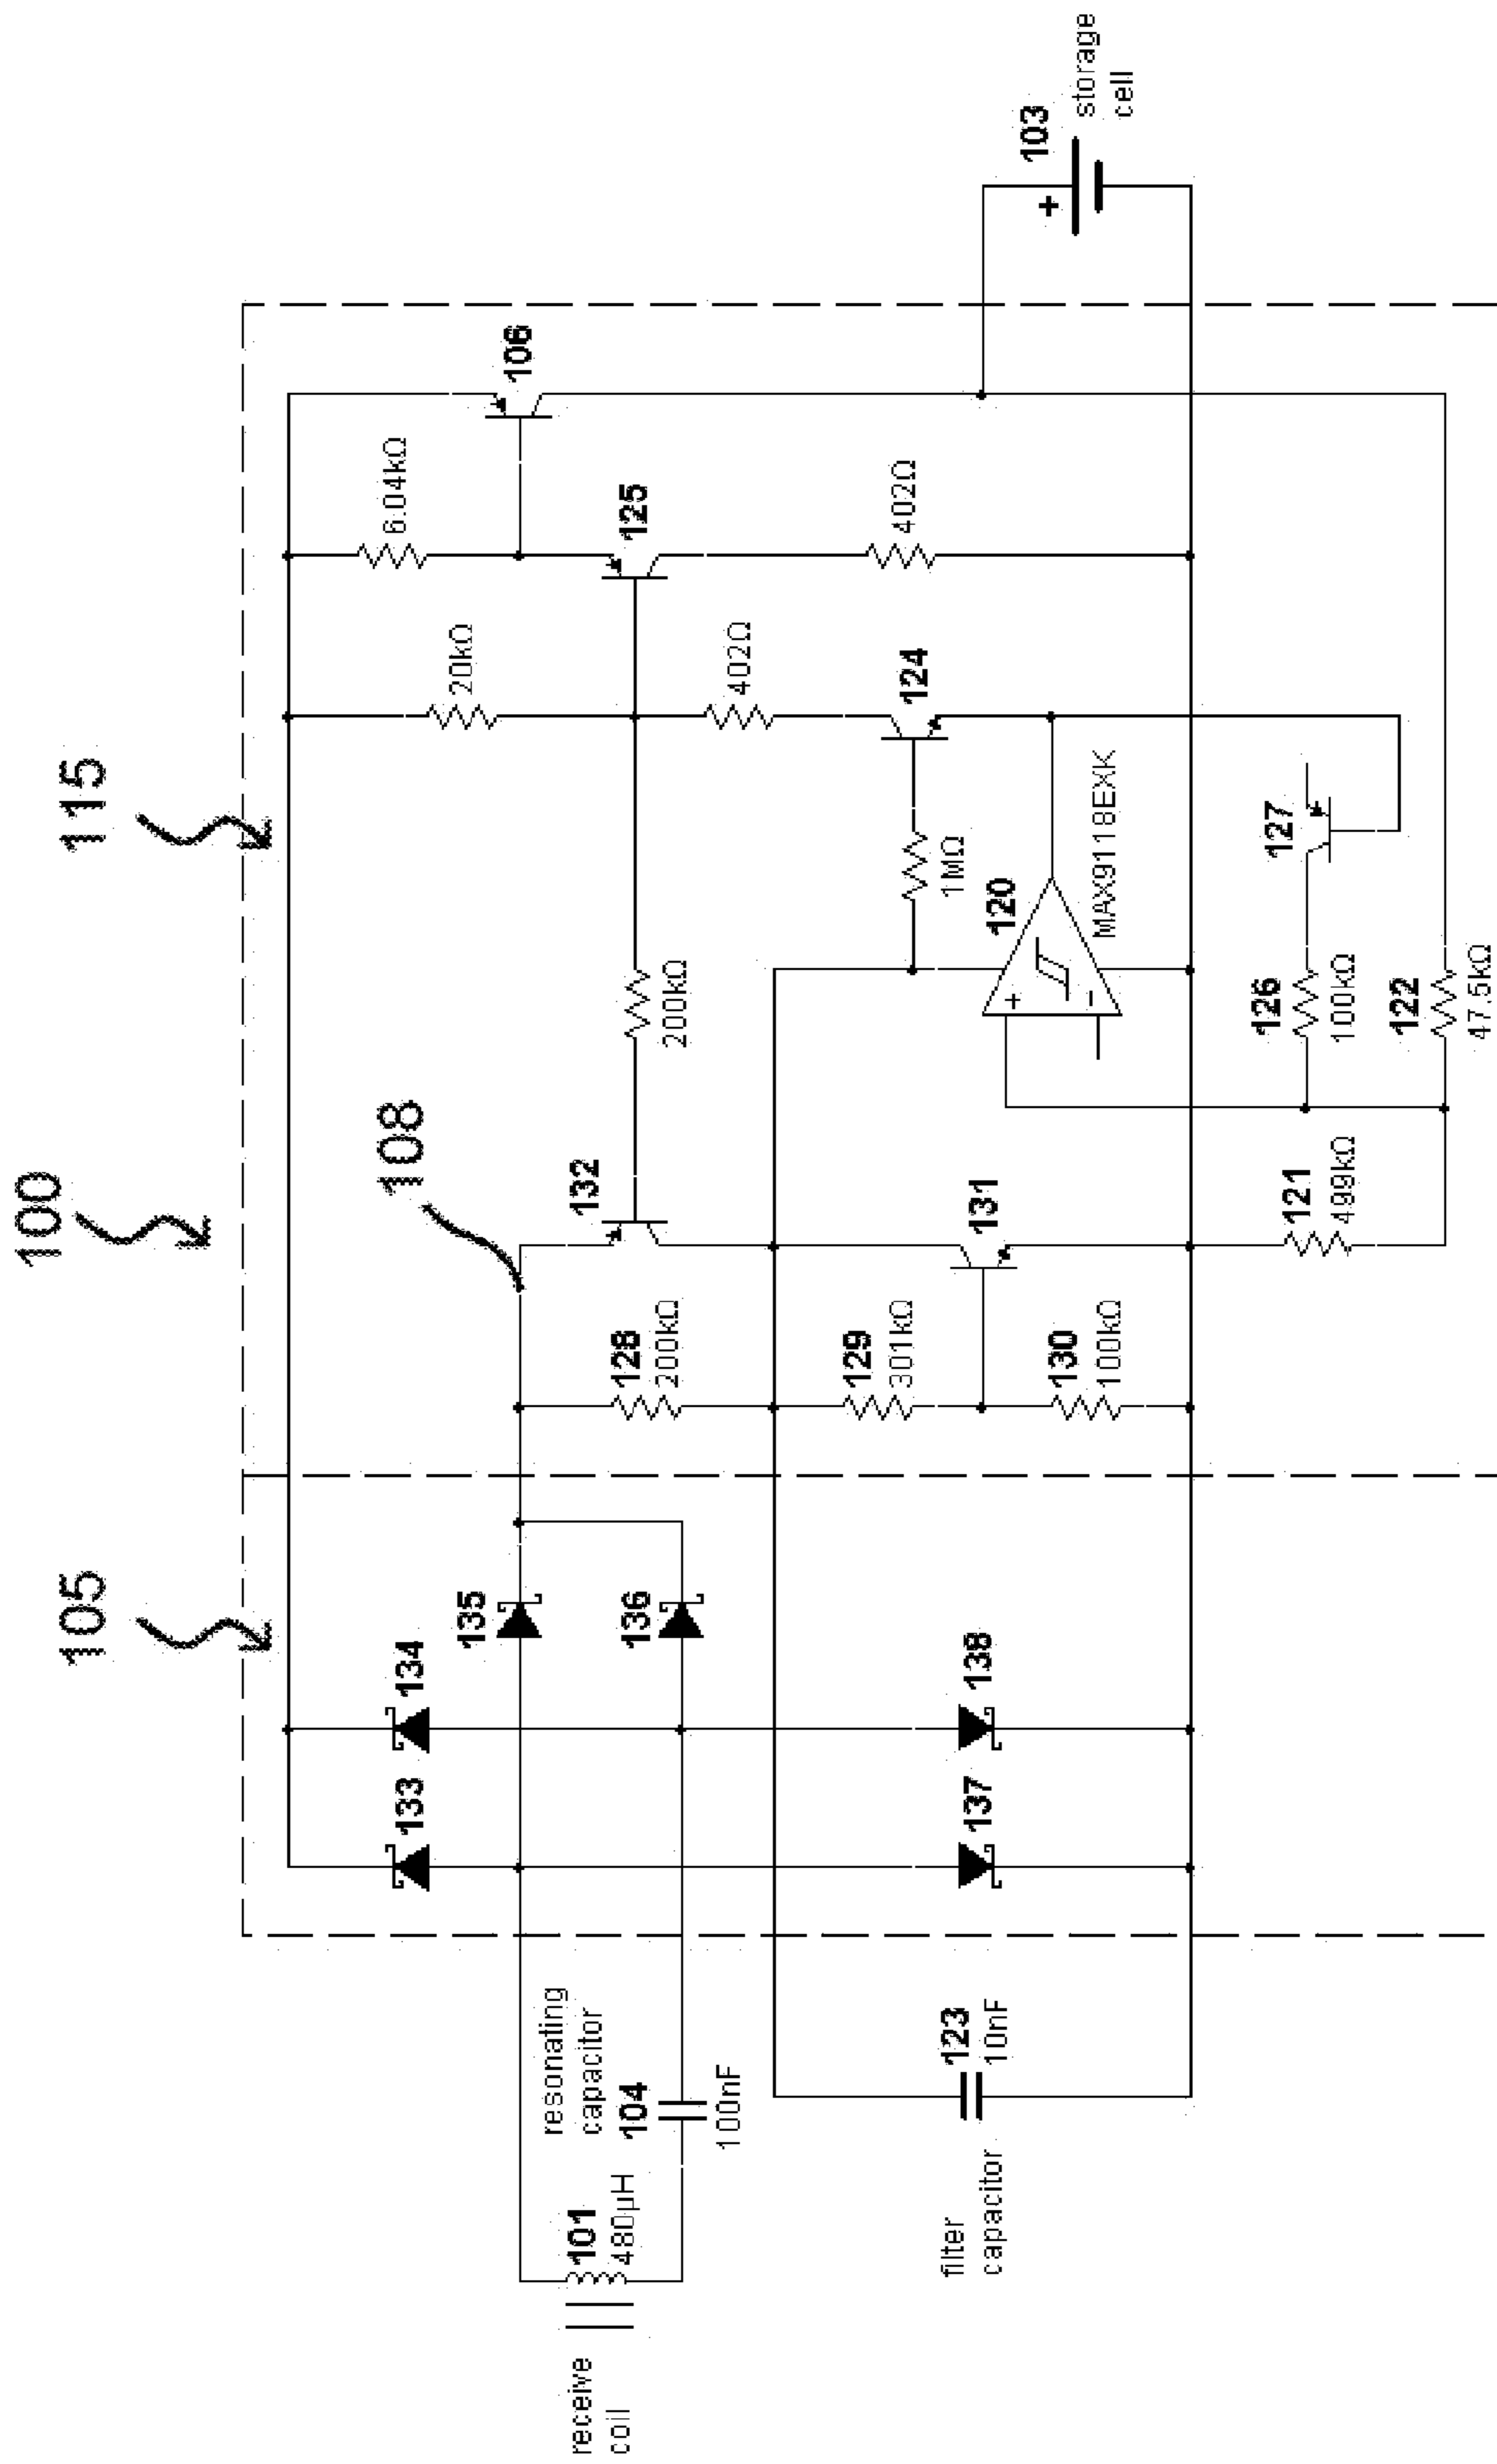 100
105
115
108
receive
coil
101
480µH
resonating
capacitor
104
100nF
filter
capacitor
123
10nF
133
134
135
136
137
138
128
200kΩ
129
301kΩ
130
100kΩ
132
131
121
499kΩ
200kΩ
20kΩ
6.04kΩ
106
125
402Ω
402Ω
124
1MΩ
120
+
−
MAX9118EXK
127
126
100kΩ
122
47.5kΩ
103
+
storage
cell